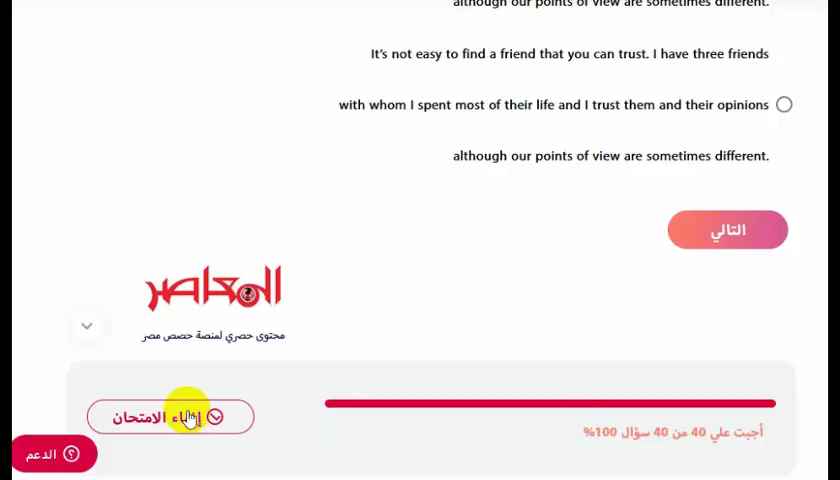 although our points of view are sometimes different.
It's not easy to find a friend that you can trust. I have three friends
with whom I spent most of their life and I trust them and their opinions
although our points of view are sometimes different.
التالي
المعاصر
محتوى حصري لمنصة حصص مصر
الامتحان
أجبت علي 40 من 40 سؤال 100%
الدعم